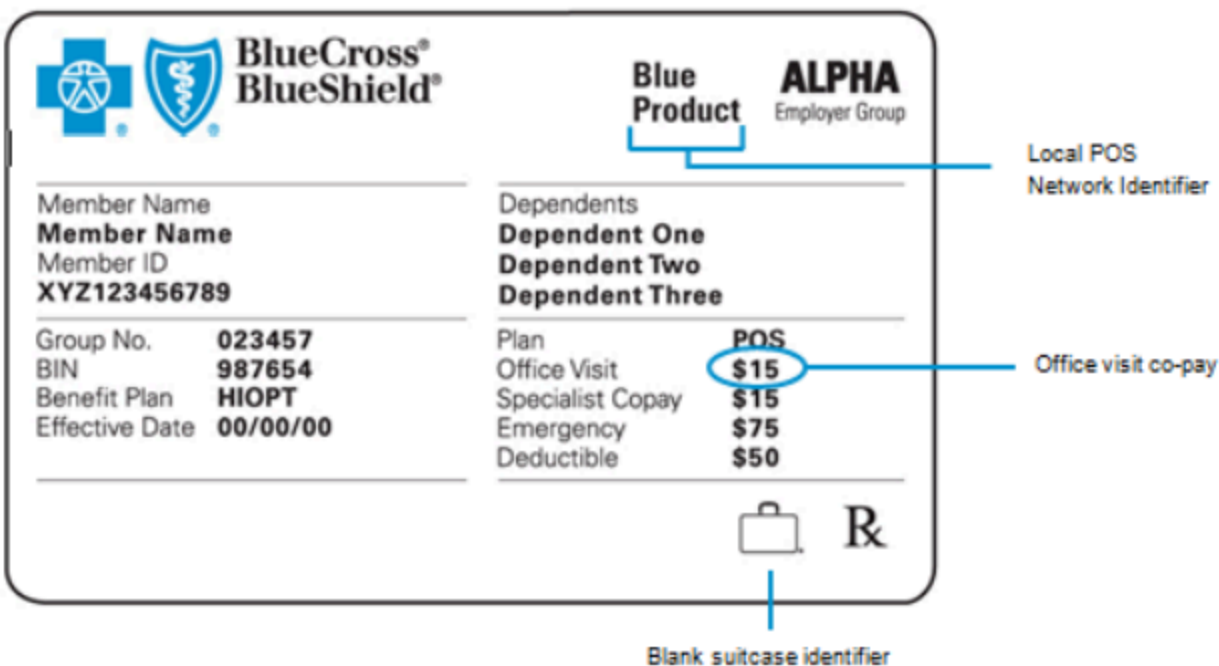 BlueCross®
BlueShield®
Blue
Product
ALPHA
Employer Group
Local POS
Network Identifier
Member Name
Member Name
Member ID
XYZ123456789
Dependents
Dependent One
Dependent Two
Dependent Three
Group No. 023457
BIN 987654
Benefit Plan HIOPT
Effective Date 00/00/00
Plan POS
Office Visit $15
Specialist Copay $15
Emergency $75
Deductible $50
Office visit co-pay
Rx
Blank suitcase identifier